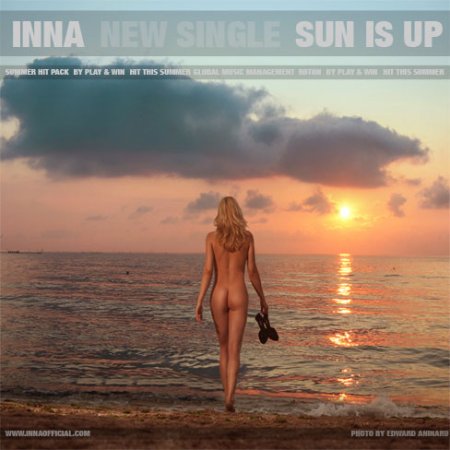 INNA NEW SINGLE SUN IS UP
SUMMER HIT PACK BY PLAY & WIN HIT THIS SUMMER GLOBAL MUSIC MANAGEMENT ROTON BY PLAY & WIN HIT THIS SUMMER
WWW.INNAOFFICIAL.COM
PHOTO BY EDWARD ANINARU